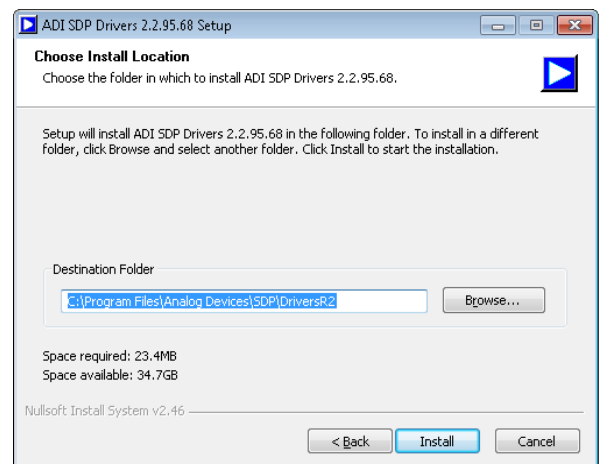 ADI SDP Drivers 2.2.95.68 Setup
Choose Install Location
Choose the folder in which to install ADI SDP Drivers 2.2.95.68.
Setup will install ADI SDP Drivers 2.2.95.68 in the following folder. To install in a different
folder, click Browse and select another folder. Click Install to start the installation.
Destination Folder
C:\Program Files\Analog Devices\SDP\DriversR2
Browse...
Space required: 23.4MB
Space available: 34.7GB
Nullsoft Install System v2.46
< Back
Install
Cancel